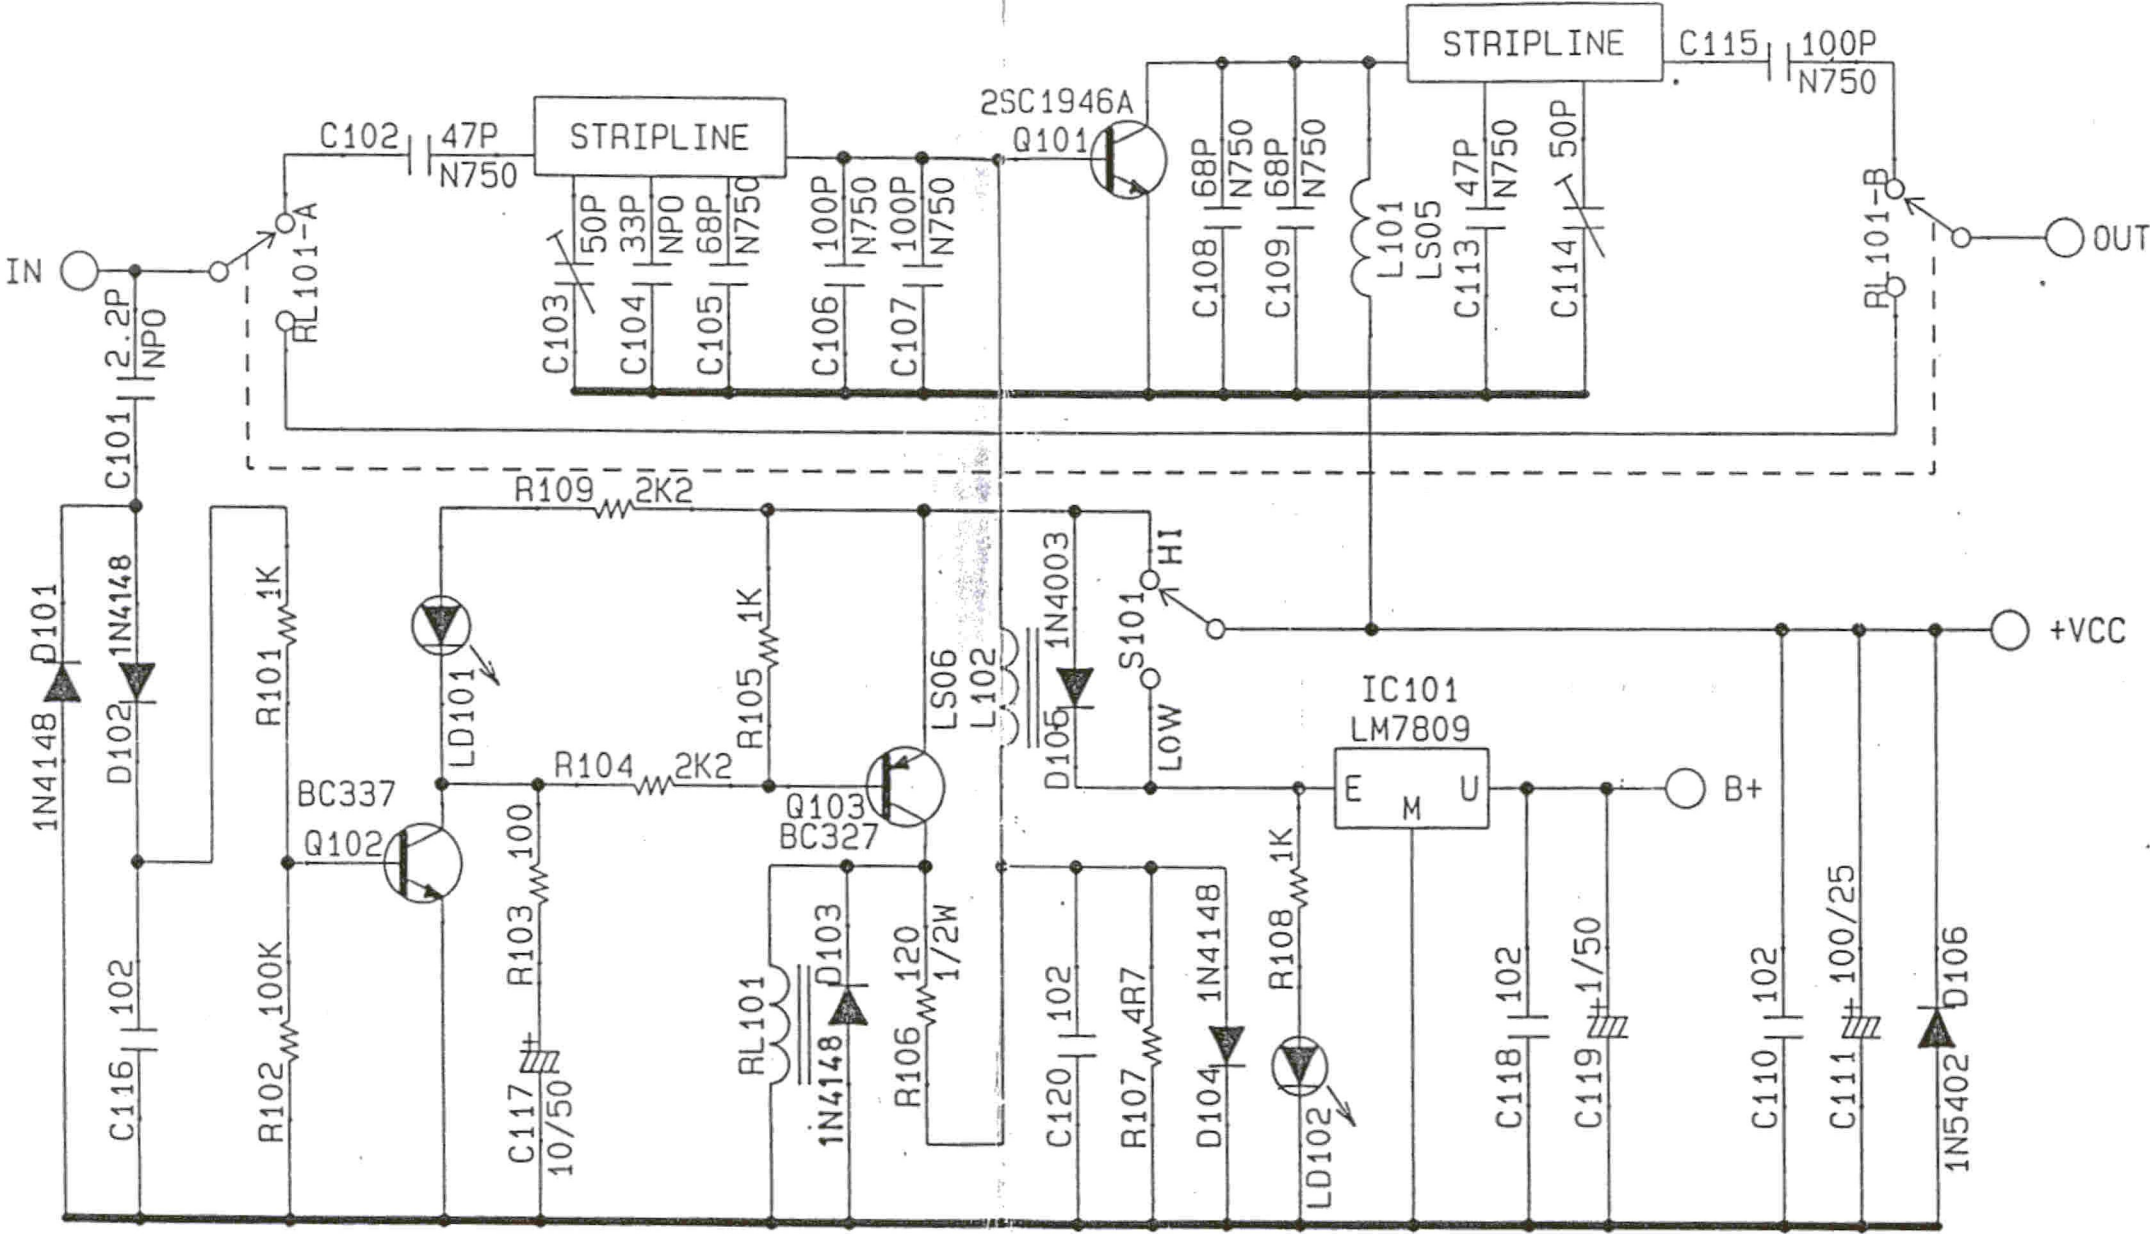 STRIPLINE
C115
100P
N750
2SC1946A
Q101
C102
47P
N750
STRIPLINE
IN
RL101-A
C103
50P
C104
33P
NPO
C105
68P
N750
C106
100P
N750
C107
100P
N750
C108
68P
N750
C109
68P
N750
L101
LS05
C113
47P
N750
C114
50P
RL101-B
OUT
C101
2.2P
NPO
R109
2K2
D101
1N4148
D102
1N4148
R101
1K
LD101
R105
1K
LS06
L102
D105
1N4003
S101
HI
LOW
+VCC
IC101
LM7809
E
M
U
B+
BC337
Q102
R104
2K2
Q103
BC327
R103
100
C117
+
10/50
C116
102
R102
100K
RL101
D103
1N4148
R106
120
1/2W
C120
102
R107
4R7
D104
1N4148
R108
1K
LD102
C118
102
C119
+
1/50
C110
102
C111
+
100/25
D106
1N5402